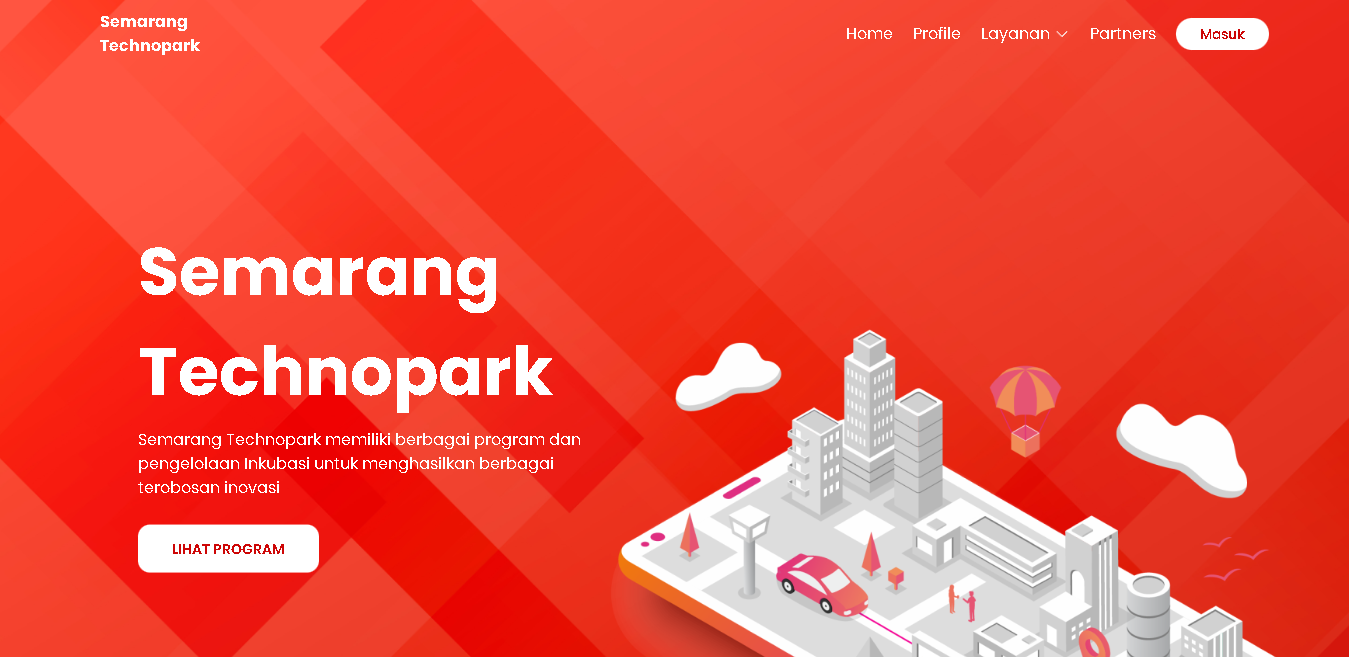 Semarang
Technopark
Home Profile Layanan Partners Masuk
Semarang
Technopark
Semarang Technopark memiliki berbagai program dan
pengelolaan Inkubasi untuk menghasilkan berbagai
terobosan inovasi
LIHAT PROGRAM